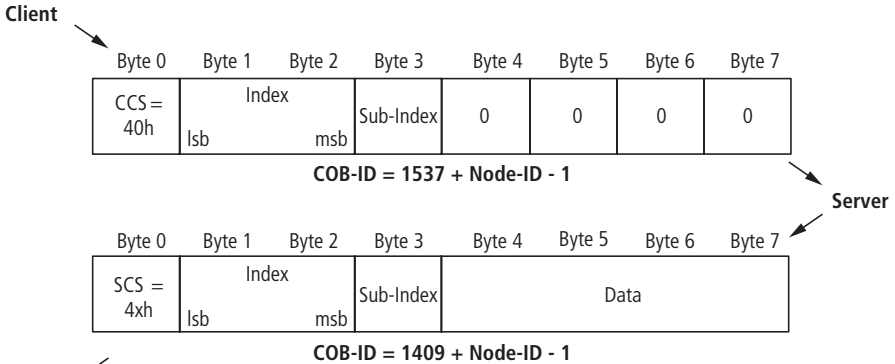 Client
Byte 0 Byte 1 Byte 2 Byte 3 Byte 4 Byte 5 Byte 6 Byte 7
CCS =
40h
Index
lsb msb
Sub-Index
0 0 0 0
COB-ID = 1537 + Node-ID - 1
Server
Byte 0 Byte 1 Byte 2 Byte 3 Byte 4 Byte 5 Byte 6 Byte 7
SCS =
4xh
Index
lsb msb
Sub-Index
Data
COB-ID = 1409 + Node-ID - 1